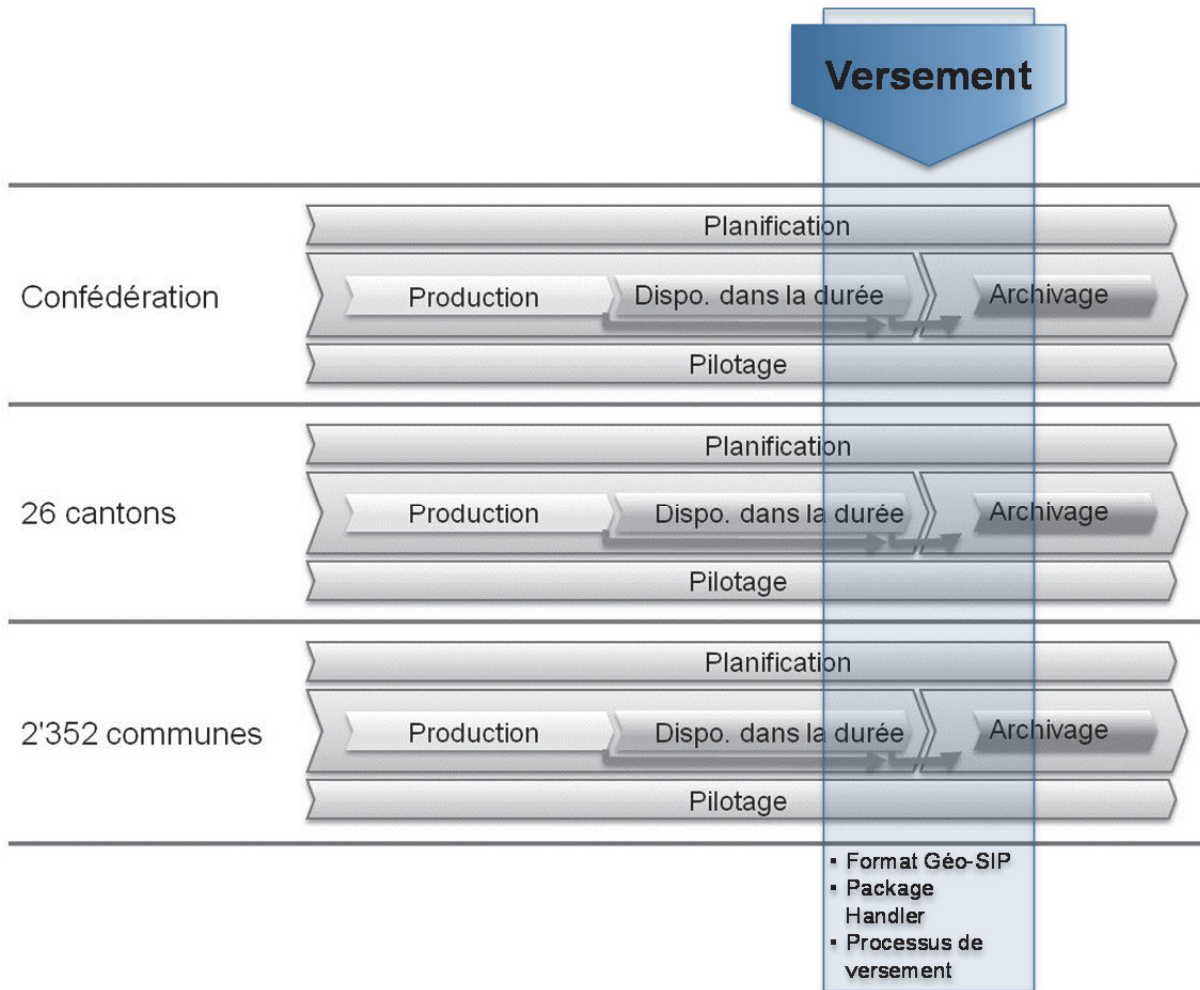 Versement
Planification
Confédération
Production
Dispo. dans la durée
Archivage
Pilotage
Planification
26 cantons
Production
Dispo. dans la durée
Archivage
Pilotage
Planification
2'352 communes
Production
Dispo. dans la durée
Archivage
Pilotage
▪ Format Géo-SIP
▪ Package
Handler
▪ Processus de
versement